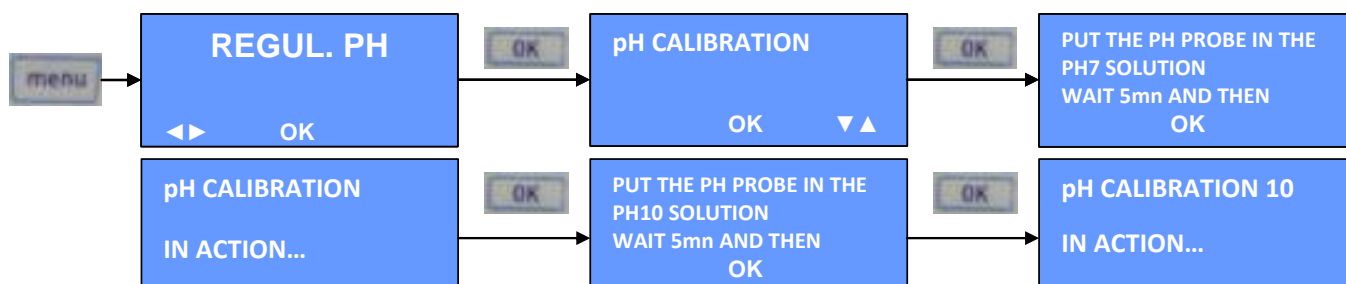 menu
REGUL. PH
◄► OK
OK
pH CALIBRATION
OK ▼▲
OK
PUT THE PH PROBE IN THE
PH7 SOLUTION
WAIT 5mn AND THEN
OK
pH CALIBRATION
IN ACTION...
OK
PUT THE PH PROBE IN THE
PH10 SOLUTION
WAIT 5mn AND THEN
OK
OK
pH CALIBRATION 10
IN ACTION...